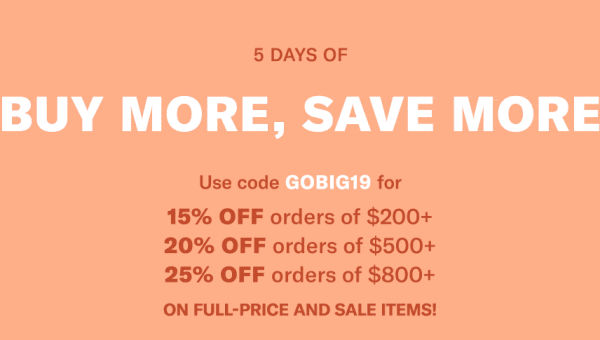 5 DAYS OF
BUY MORE, SAVE MORE
Use code GOBIG19 for
15% OFF orders of $200+
20% OFF orders of $500+
25% OFF orders of $800+
ON FULL-PRICE AND SALE ITEMS!